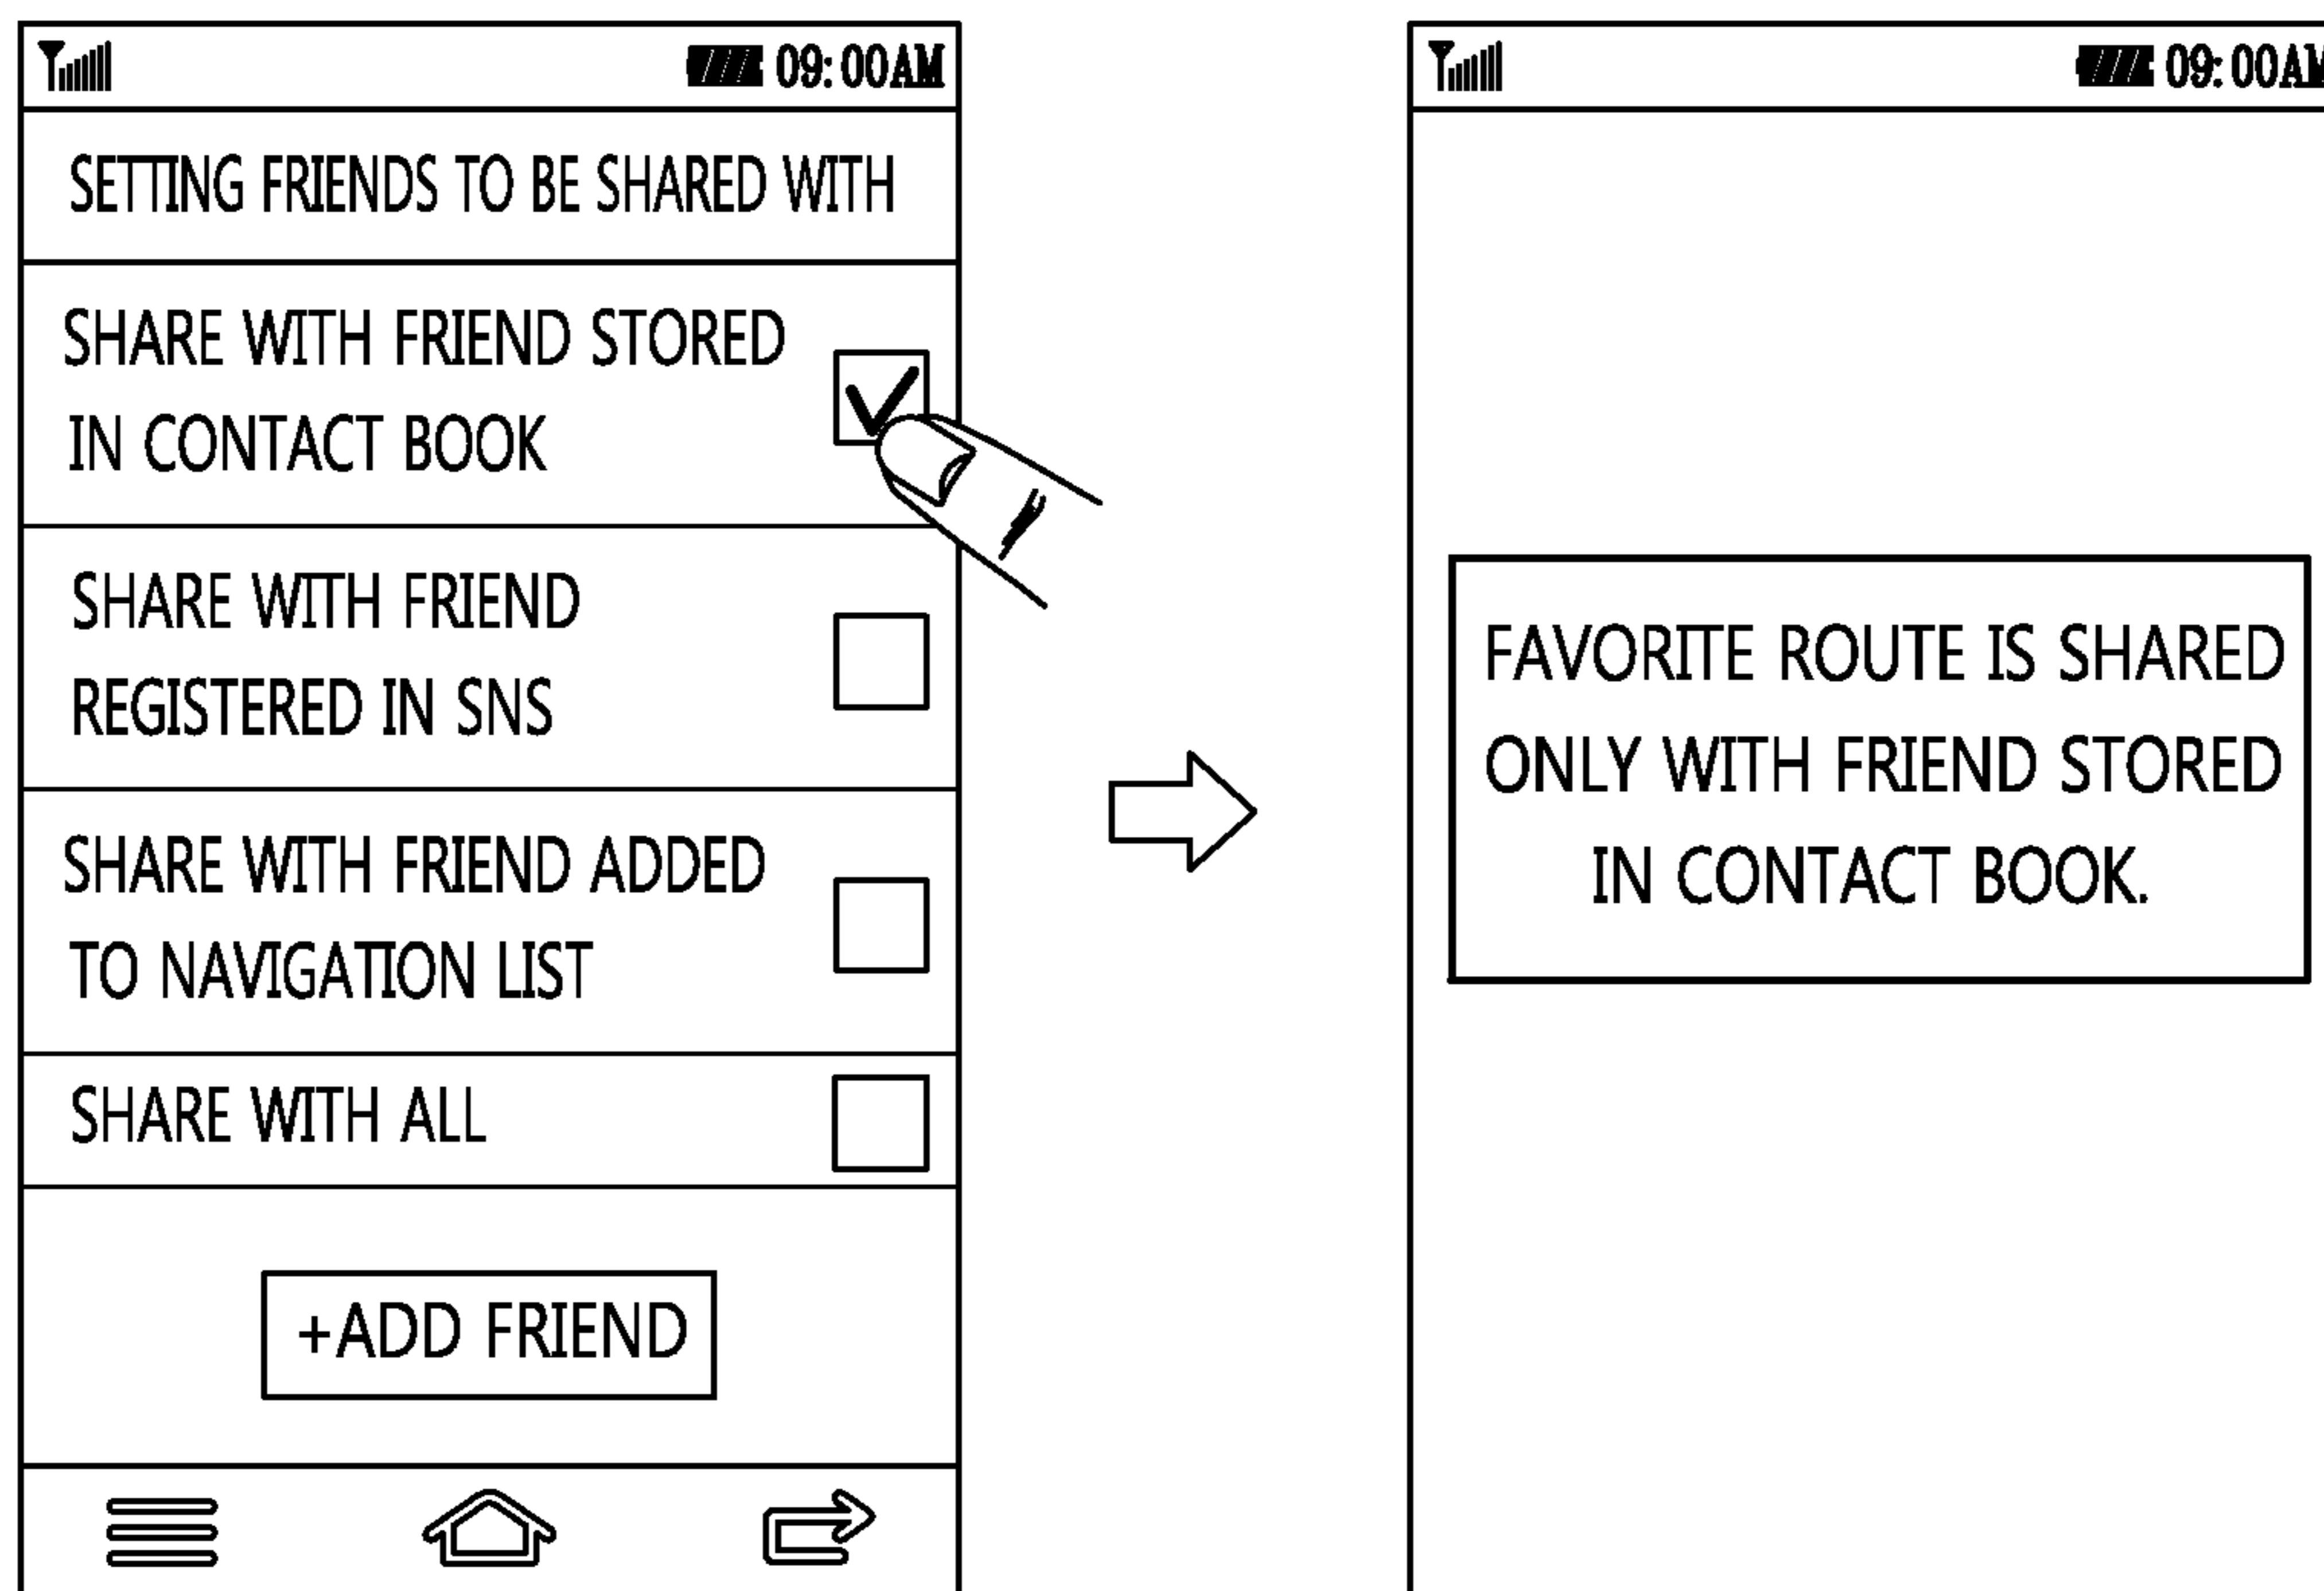 09:00AM
SETTING FRIENDS TO BE SHARED WITH
SHARE WITH FRIEND STORED
IN CONTACT BOOK
SHARE WITH FRIEND
REGISTERED IN SNS
SHARE WITH FRIEND ADDED
TO NAVIGATION LIST
SHARE WITH ALL
+ADD FRIEND
09:00AM
FAVORITE ROUTE IS SHARED
ONLY WITH FRIEND STORED
IN CONTACT BOOK.